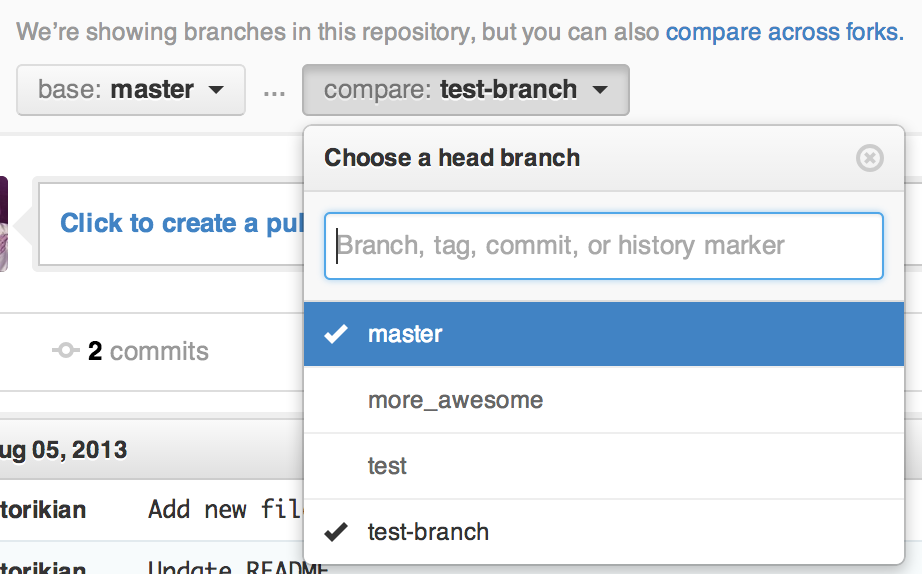 We're showing branches in this repository, but you can also compare across forks.
base: master ... compare: test-branch
Choose a head branch
Click to create a pul
Branch, tag, commit, or history marker
master
2 commits
more_awesome
ug 05, 2013
test
torikian Add new fil
test-branch
torikian Update README